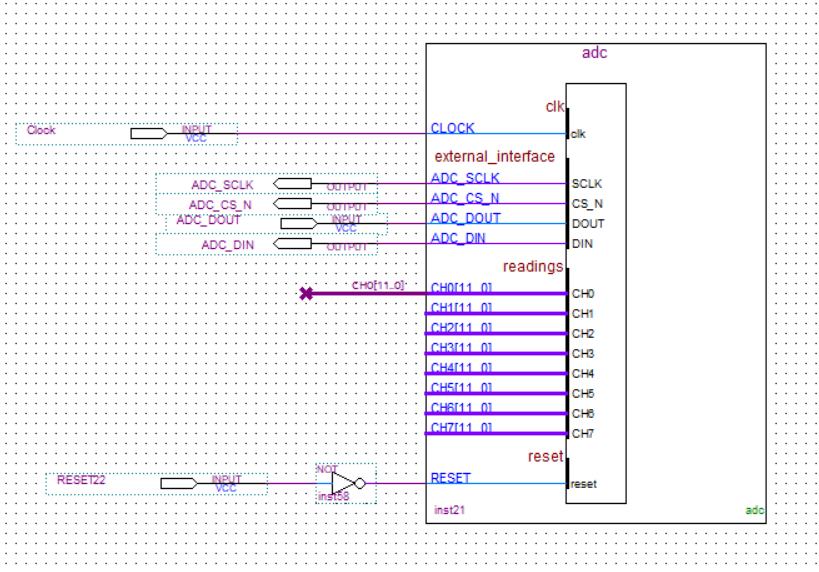 adc
clk
Clock
INPUT
VCC
CLOCK
clk
external_interface
ADC_SCLK
OUTPUT
ADC_SCLK
SCLK
ADC_CS_N
OUTPUT
ADC_CS_N
CS_N
ADC_DOUT
INPUT
VCC
ADC_DOUT
DOUT
ADC_DIN
OUTPUT
ADC_DIN
DIN
readings
CH0[11..0]
CH0[11..0]
CH0
CH1[11..0]
CH1
CH2[11..0]
CH2
CH3[11..0]
CH3
CH4[11..0]
CH4
CH5[11..0]
CH5
CH6[11..0]
CH6
CH7[11..0]
CH7
reset
RESET22
INPUT
VCC
NOT
inst58
RESET
reset
inst21
adc